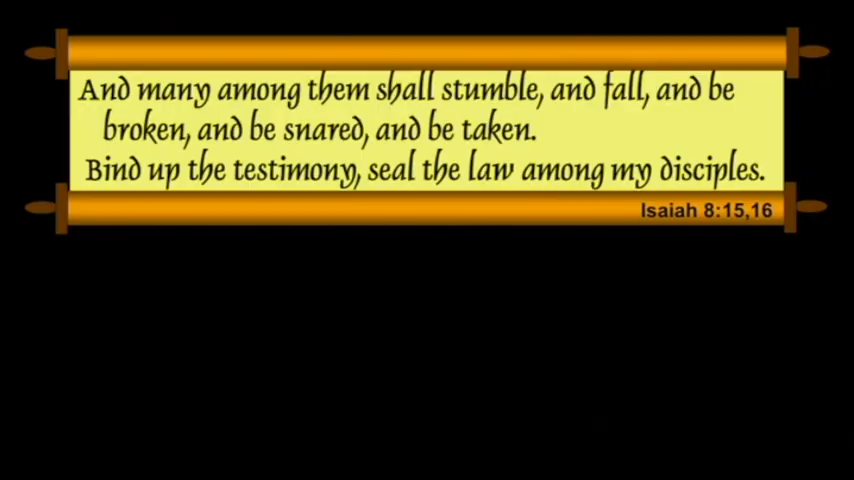 And many among them shall stumble, and fall, and be
broken, and be snared, and be taken.
Bind up the testimony, seal the law among my disciples.
Isaiah 8:15,16